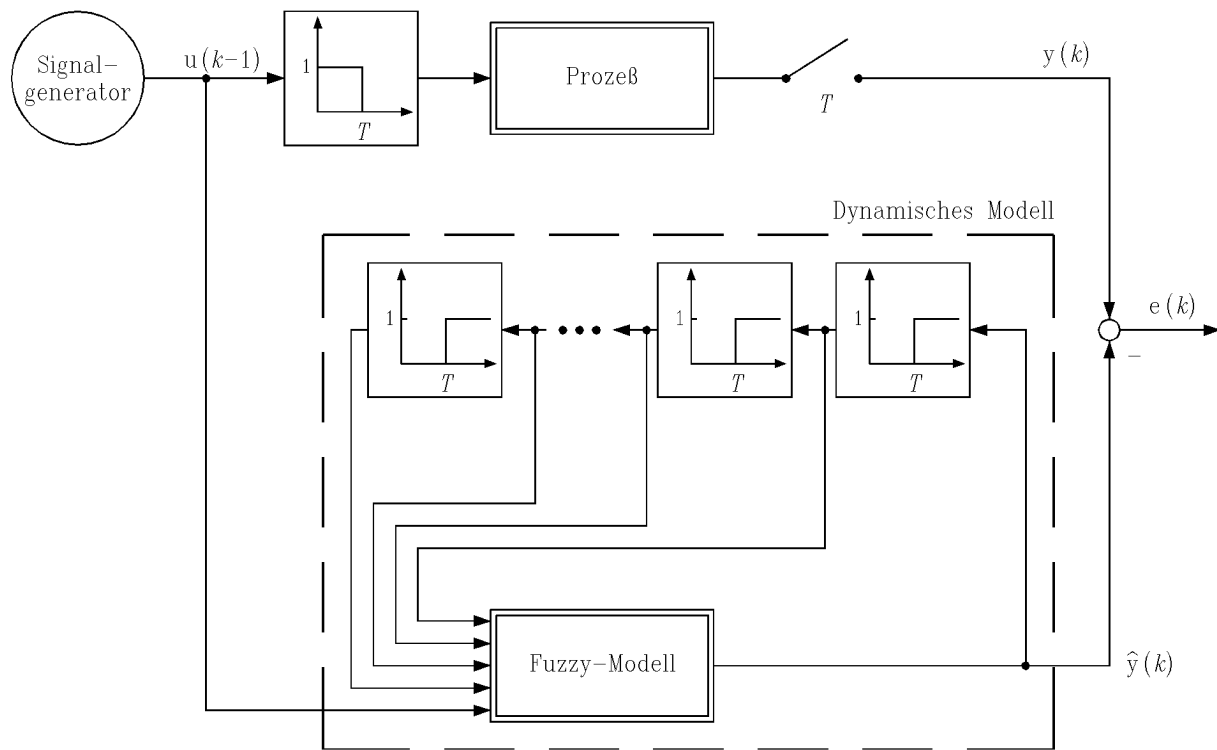 Signal-
generator
u(k-1)
1
T
Prozeß
T
y(k)
Dynamisches Modell
1
T
1
T
1
T
e(k)
–
Fuzzy-Modell
ŷ(k)